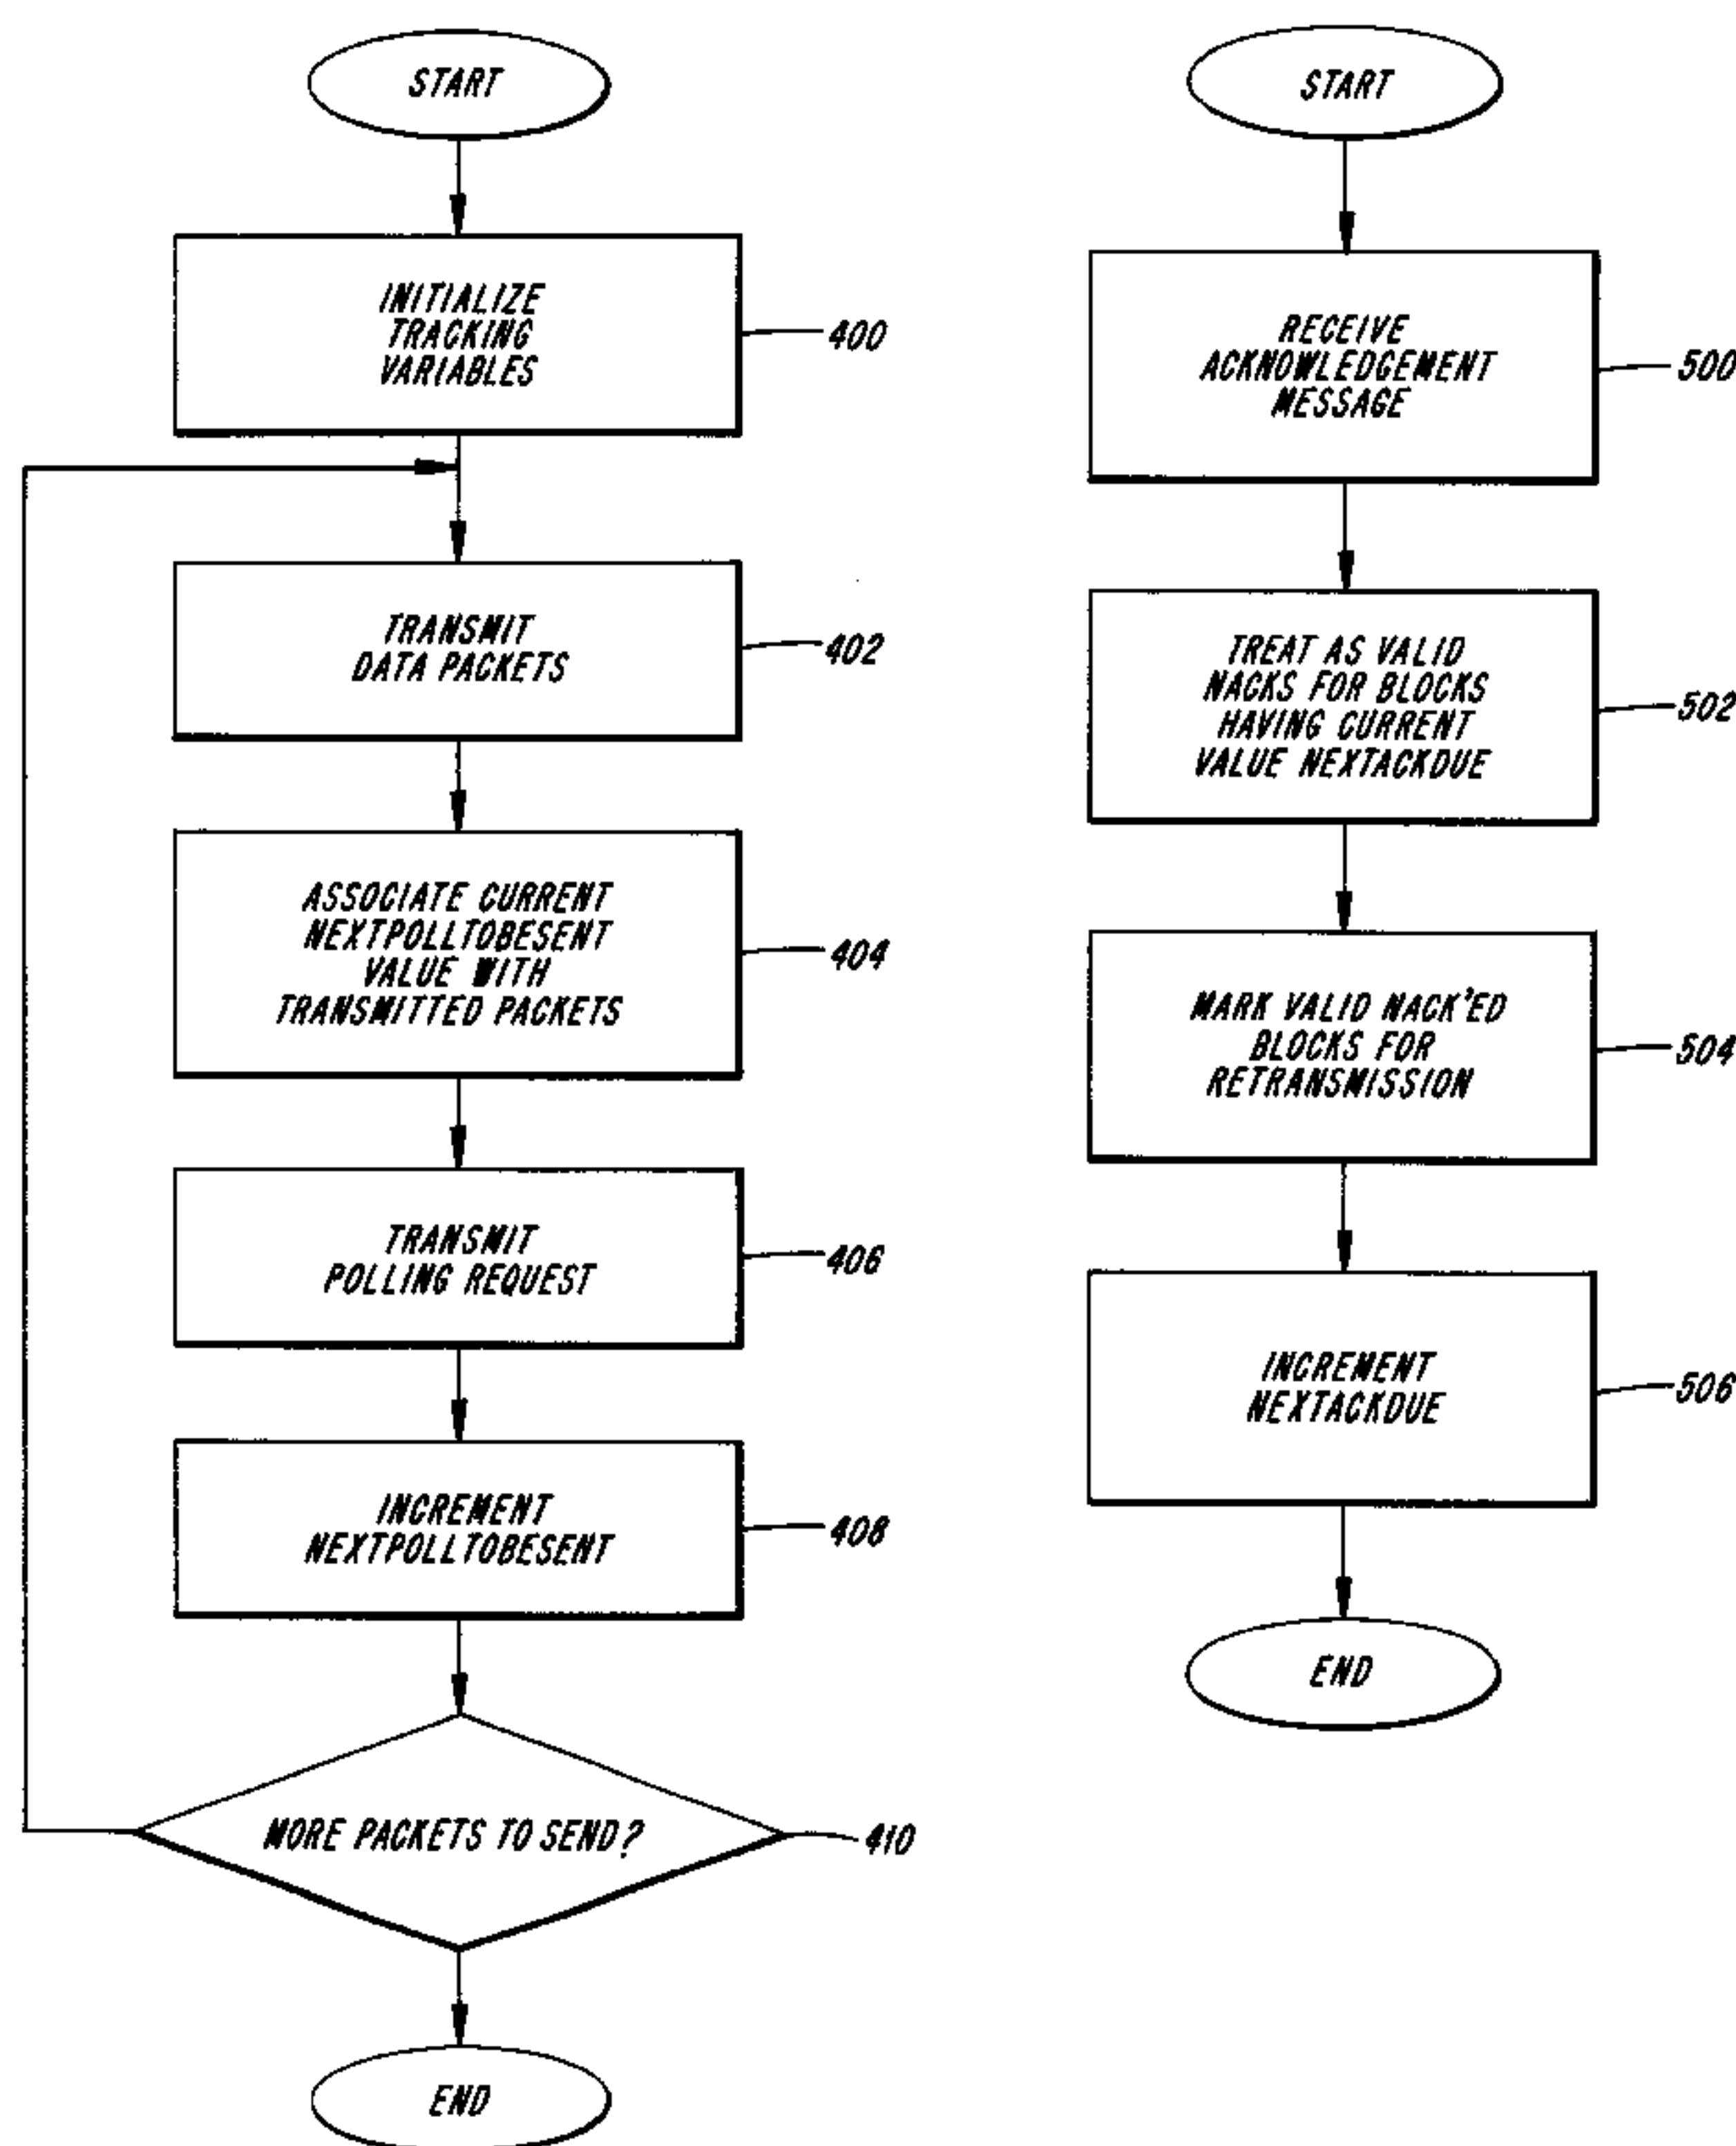 START
INITIALIZE
TRACKING
VARIABLES
400
TRANSMIT
DATA PACKETS
402
ASSOCIATE CURRENT
NEXTPOLLTOBESENT
VALUE WITH
TRANSMITTED PACKETS
404
TRANSMIT
POLLING REQUEST
406
INCREMENT
NEXTPOLLTOBESENT
408
MORE PACKETS TO SEND?
410
END
START
RECEIVE
ACKNOWLEDGEMENT
MESSAGE
500
TREAT AS VALID
NACKS FOR BLOCKS
HAVING CURRENT
VALUE NEXTACKDUE
502
MARK VALID NACK'ED
BLOCKS FOR
RETRANSMISSION
504
INCREMENT
NEXTACKDUE
506
END